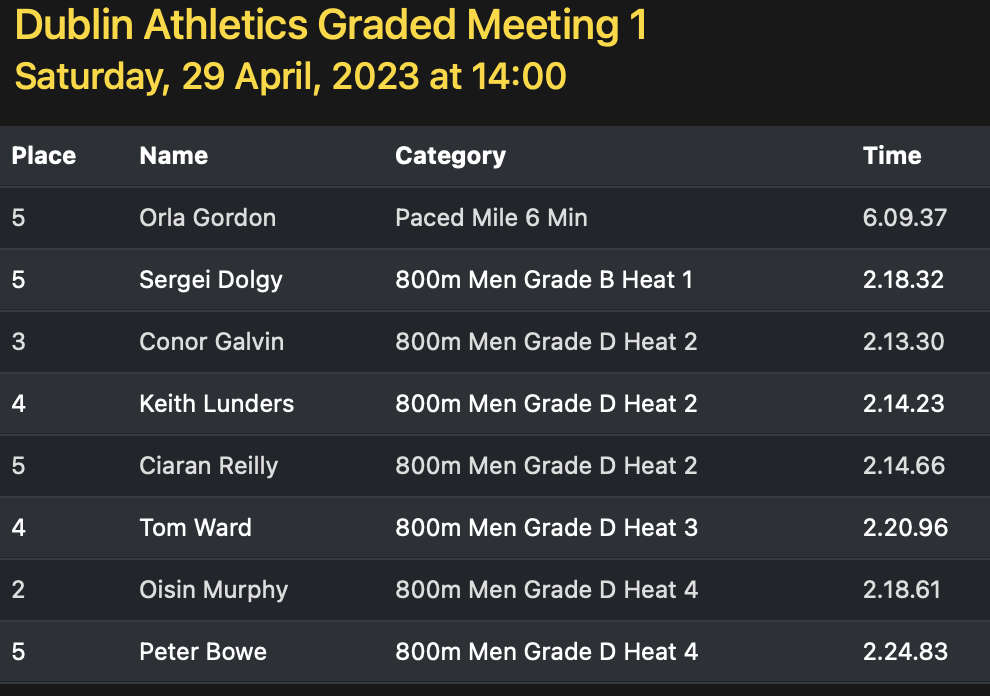 Dublin Athletics Graded Meeting 1
Saturday, 29 April, 2023 at 14:00
Place Name Category Time
5 Orla Gordon Paced Mile 6 Min 6.09.37
5 Sergei Dolgy 800m Men Grade B Heat 1 2.18.32
3 Conor Galvin 800m Men Grade D Heat 2 2.13.30
4 Keith Lunders 800m Men Grade D Heat 2 2.14.23
5 Ciaran Reilly 800m Men Grade D Heat 2 2.14.66
4 Tom Ward 800m Men Grade D Heat 3 2.20.96
2 Oisin Murphy 800m Men Grade D Heat 4 2.18.61
5 Peter Bowe 800m Men Grade D Heat 4 2.24.83